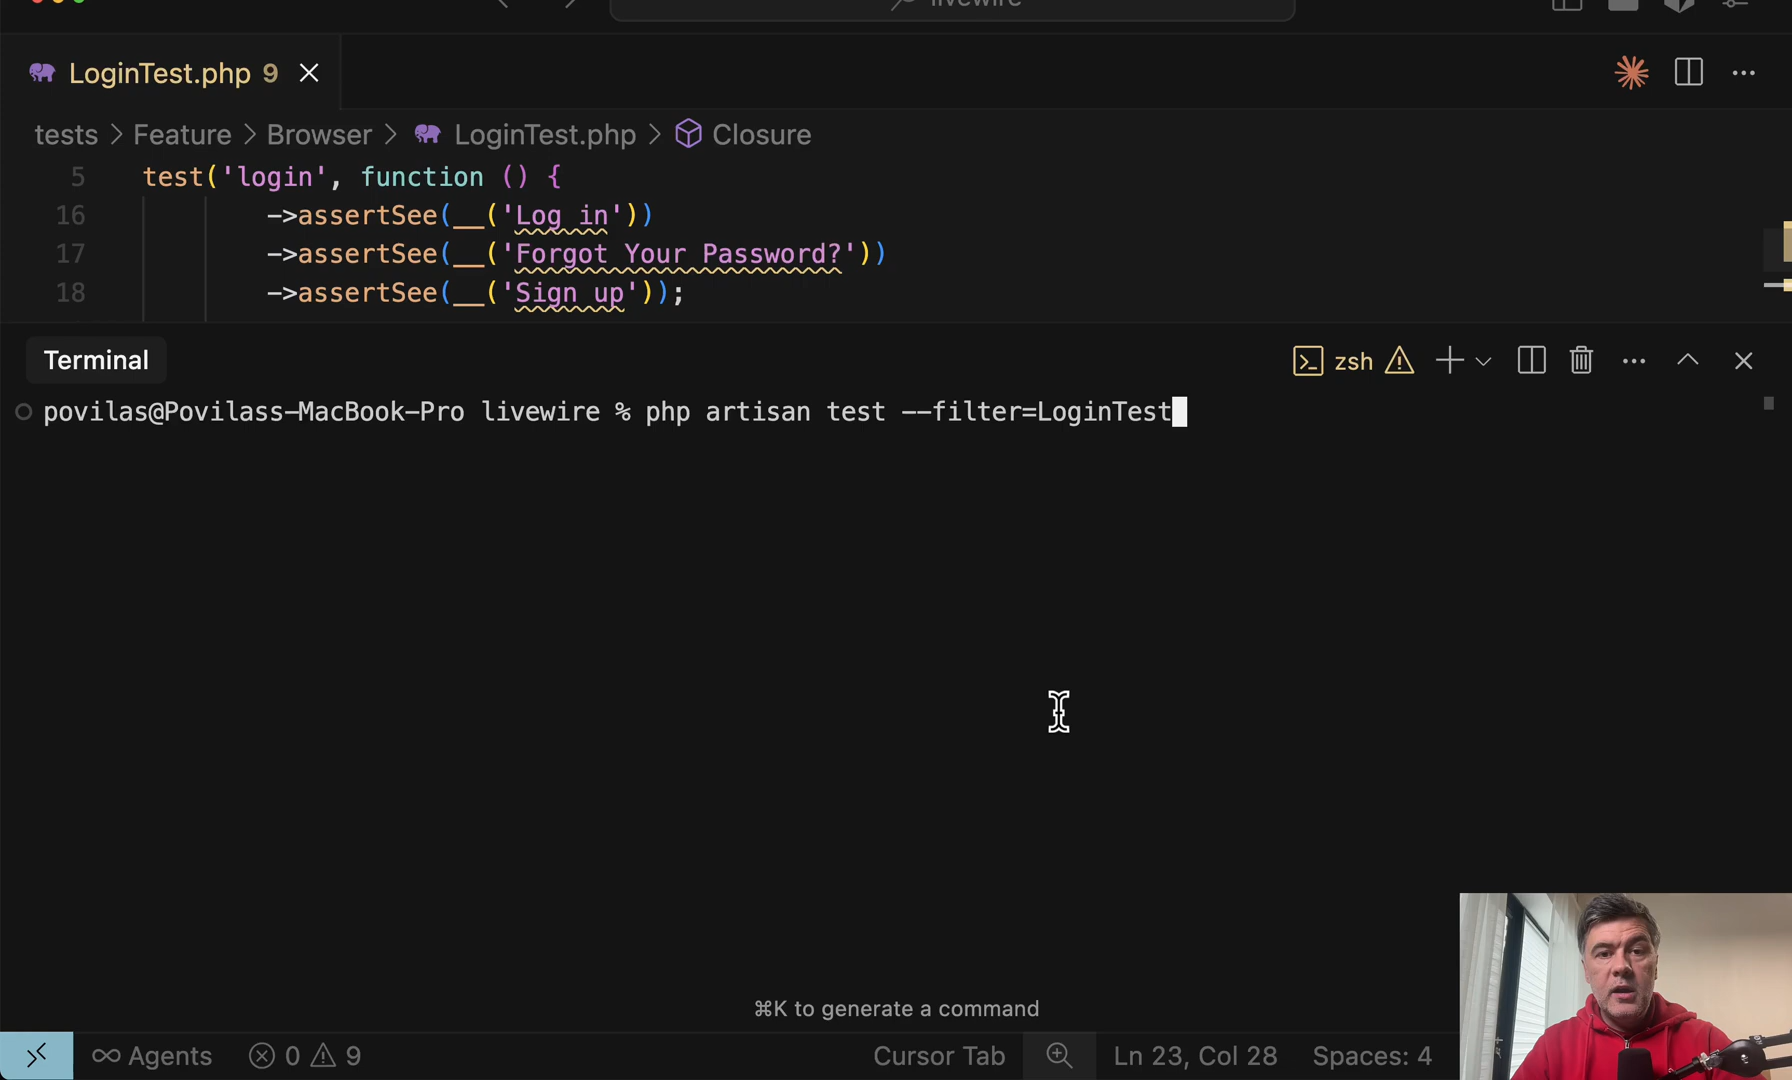 livewire
LoginTest.php 9
tests > Feature > Browser > LoginTest.php > Closure
5 test('login', function () {
16 ->assertSee(__('Log in'))
17 ->assertSee(__('Forgot Your Password?'))
18 ->assertSee(__('Sign up'));
Terminal
zsh
povilas@Povilass-MacBook-Pro livewire % php artisan test --filter=LoginTest
⌘K to generate a command
Agents 0 9 Cursor Tab Ln 23, Col 28 Spaces: 4